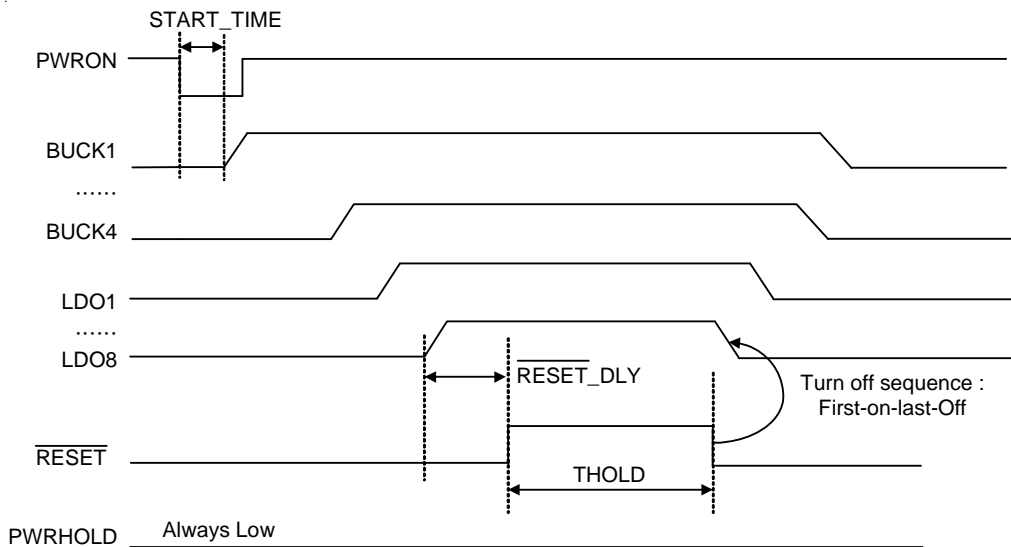 START_TIME
PWRON
BUCK1
......
BUCK4
LDO1
......
LDO8
RESET_DLY
Turn off sequence :
First-on-last-Off
RESET
THOLD
PWRHOLD
Always Low